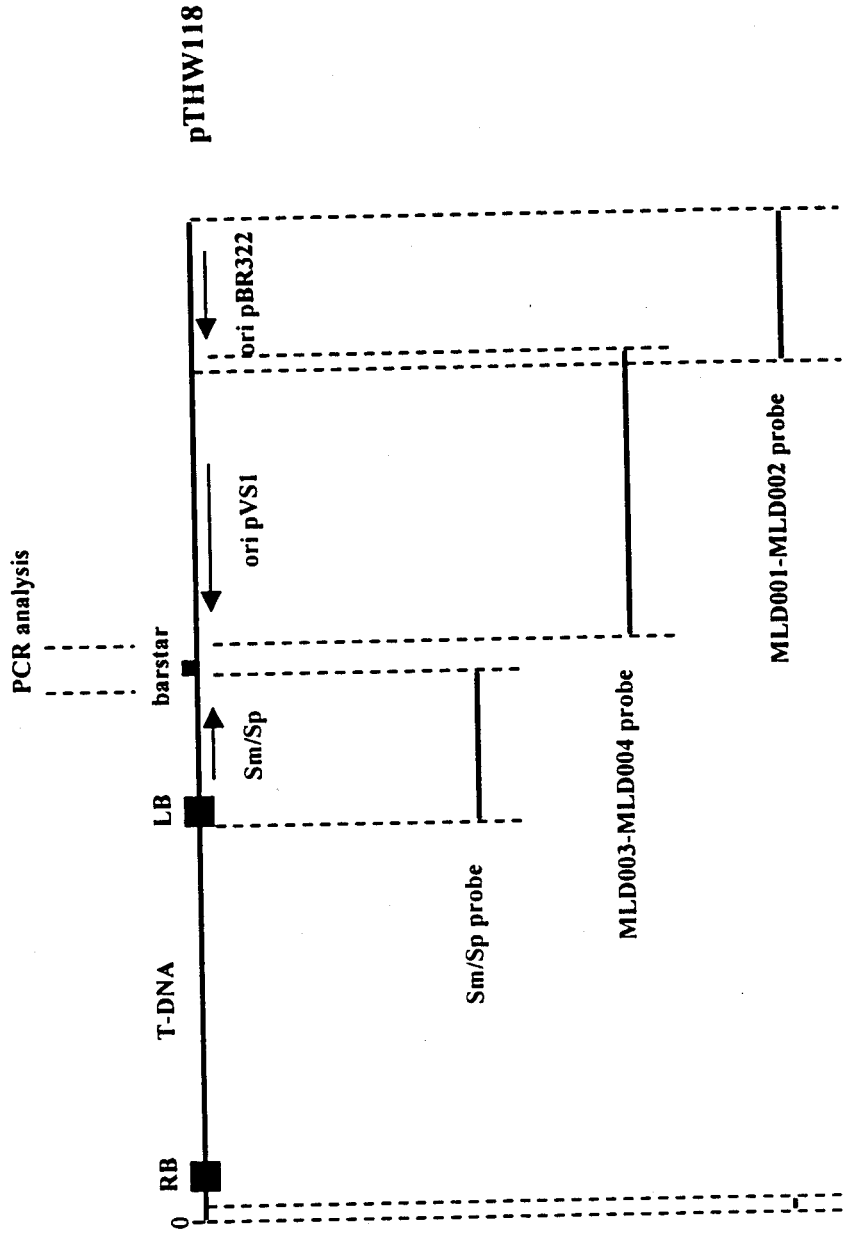 PCR analysis
RB
T-DNA
LB
barstar
pTHW118
0
Sm/Sp
ori pVS1
ori pBR322
Sm/Sp probe
MLD003-MLD004 probe
MLD001-MLD002 probe